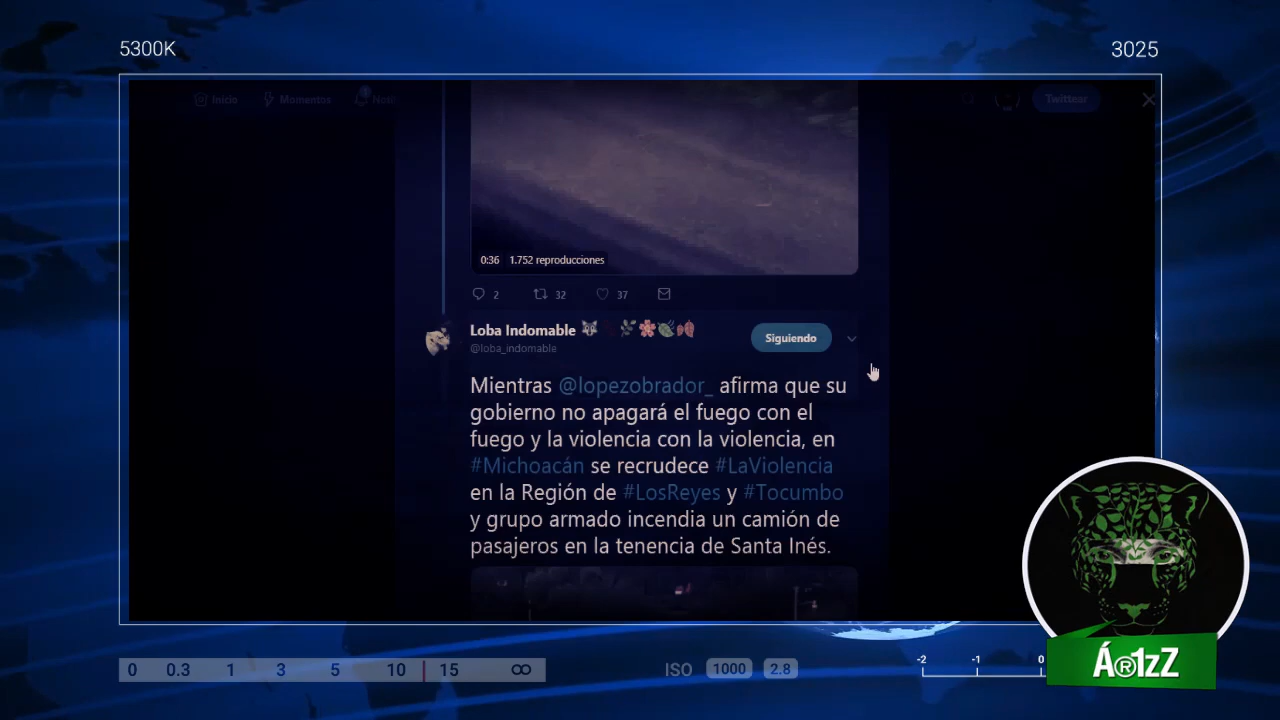 5300K
3025
Inicio
Momentos
Twittear
0:36 1.752 reproducciones
2 32 37
Loba Indomable
Siguiendo
@loba_indomable
Mientras @lopezobrador_ afirma que su
gobierno no apagará el fuego con el
fuego y la violencia con la violencia, en
#Michoacán se recrudece #LaViolencia
en la Región de #LosReyes y #Tocumbo
y grupo armado incendia un camión de
pasajeros en la tenencia de Santa Inés.
Á®1zZ
0 0.3 1 3 5 10 15 ∞
ISO 1000 2.8
-2 -1 0